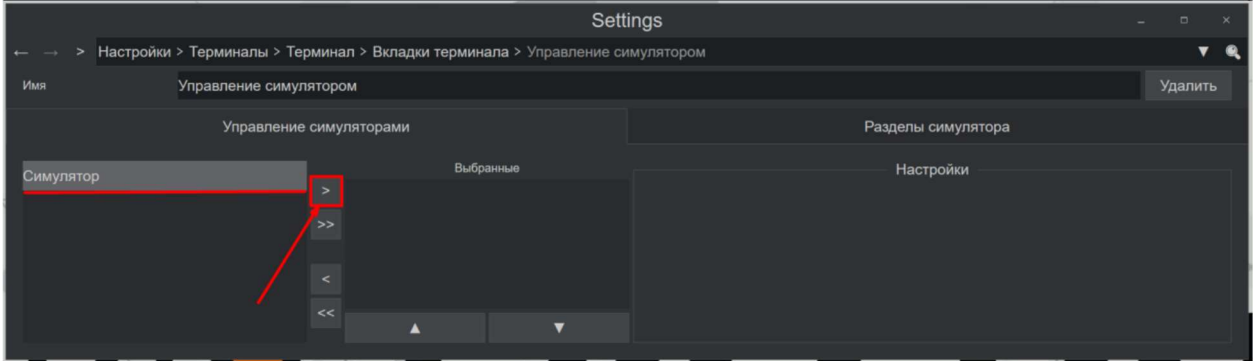 Settings
← → > Настройки > Терминалы > Терминал > Вкладки терминала > Управление симулятором
Имя Управление симулятором Удалить
Управление симуляторами Разделы симулятора
Симулятор
>
>>
<
<<
Выбранные
▲ ▼
Настройки